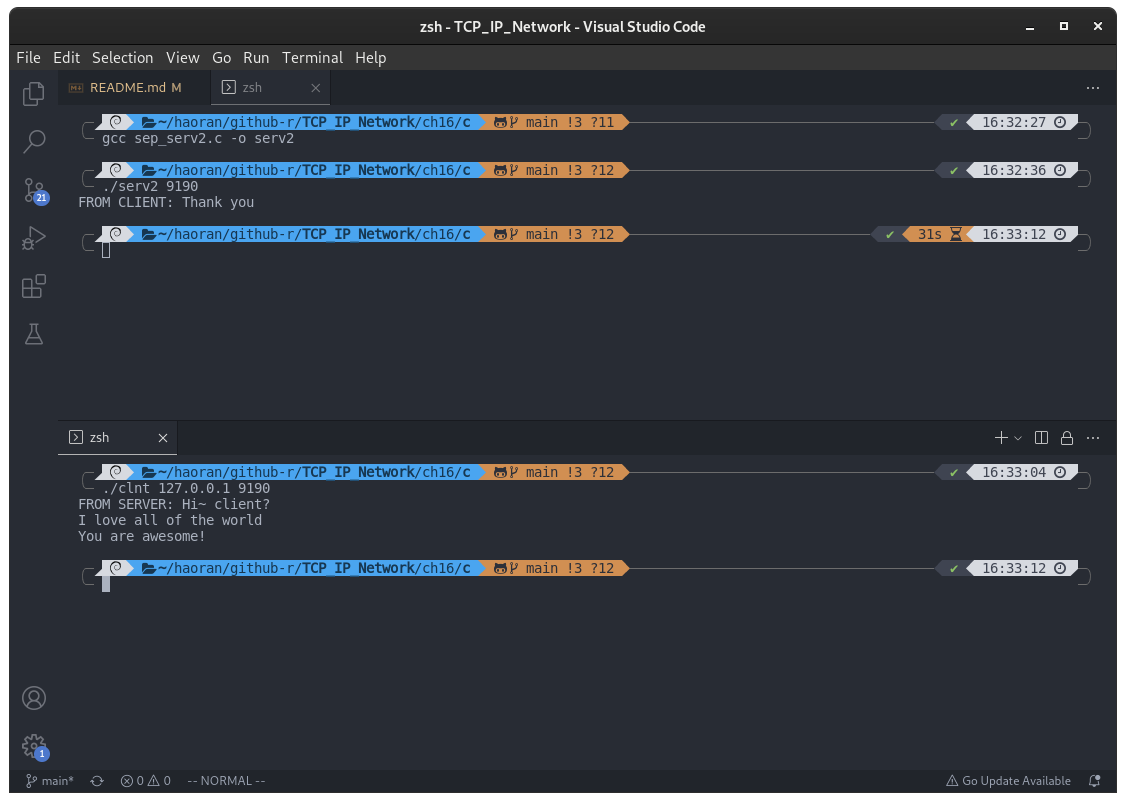 zsh - TCP_IP_Network - Visual Studio Code
File Edit Selection View Go Run Terminal Help
README.md M zsh
~/haoran/github-r/TCP_IP_Network/ch16/c main !3 ?11 ✔ 16:32:27
gcc sep_serv2.c -o serv2
~/haoran/github-r/TCP_IP_Network/ch16/c main !3 ?12 ✔ 16:32:36
./serv2 9190
FROM CLIENT: Thank you
~/haoran/github-r/TCP_IP_Network/ch16/c main !3 ?12 ✔ 31s 16:33:12
21
zsh
~/haoran/github-r/TCP_IP_Network/ch16/c main !3 ?12 ✔ 16:33:04
./clnt 127.0.0.1 9190
FROM SERVER: Hi~ client?
I love all of the world
You are awesome!
~/haoran/github-r/TCP_IP_Network/ch16/c main !3 ?12 ✔ 16:33:12
1
main* 0 0 -- NORMAL -- Go Update Available